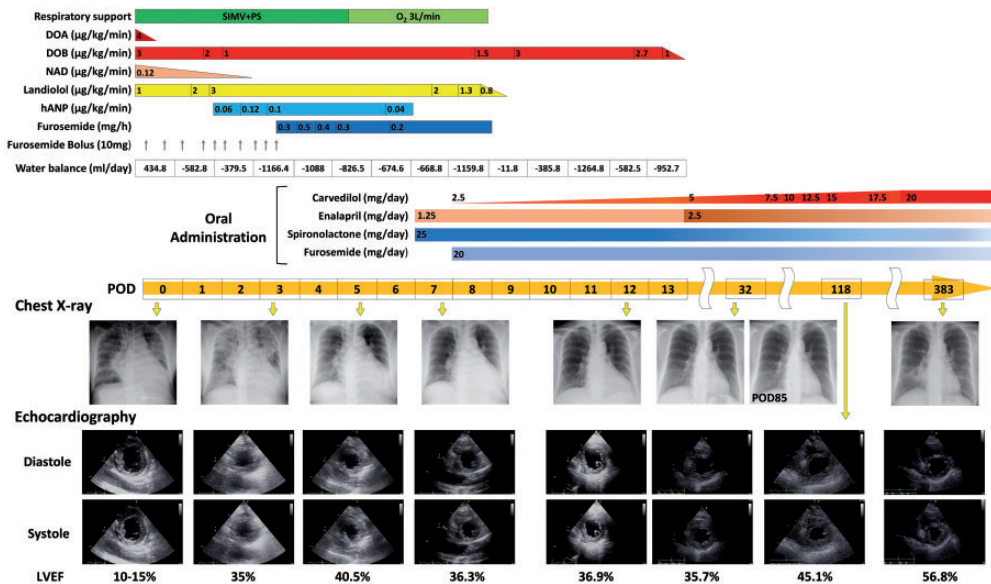 Respiratory support SIMV+PS O₂ 3L/min
DOA (μg/kg/min) 4
DOB (μg/kg/min) 3 2 1 1.5 3 2.7 1
NAD (μg/kg/min) 0.12
Landiolol (μg/kg/min) 1 2 3 2 1.3 0.8
hANP (μg/kg/min) 0.06 0.12 0.1 0.04
Furosemide (mg/h) 0.3 0.5 0.4 0.3 0.2
Furosemide Bolus (10mg) ↑ ↑ ↑ ↑ ↑ ↑ ↑ ↑ ↑ ↑
Water balance (ml/day) 434.8 -582.8 -379.5 -1166.4 -1088 -826.5 -674.6 -668.8 -1159.8 -11.8 -385.8 -1264.8 -582.5 -952.7
Oral Administration
Carvedilol (mg/day) 2.5 5 7.5 10 12.5 15 17.5 20
Enalapril (mg/day) 1.25 2.5
Spironolactone (mg/day) 25
Furosemide (mg/day) 20
POD 0 1 2 3 4 5 6 7 8 9 10 11 12 13 32 118 383
Chest X-ray
POD85
Echocardiography
Diastole
Systole
LVEF 10-15% 35% 40.5% 36.3% 36.9% 35.7% 45.1% 56.8%